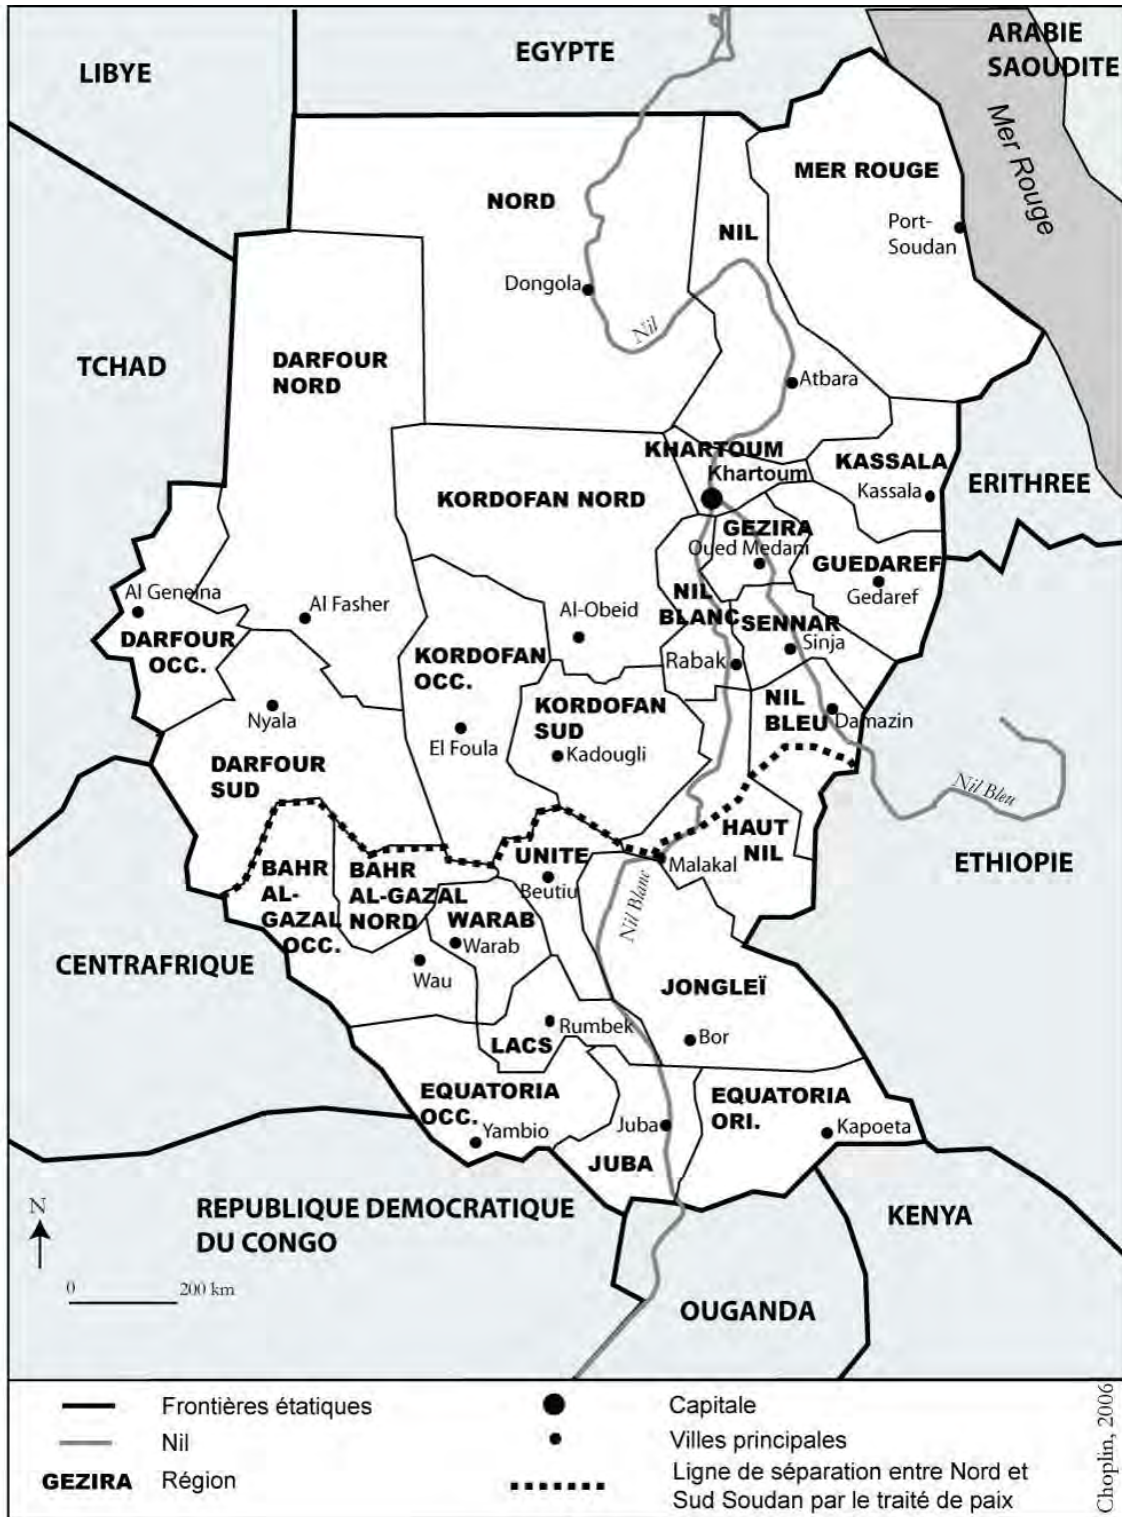 LIBYE
EGYPTE
ARABIE
SAOUDITE
Mer Rouge
MER ROUGE
NORD
NIL
Port-
Soudan
Dongola
Nil
TCHAD
DARFOUR
NORD
Atbara
KHARTOUM
Khartoum
KASSALA
Kassala
ERITHREE
KORDOFAN NORD
GEZIRA
Oued Medani
GUEDAREF
Gedaref
Al Geneina
DARFOUR
OCC.
Al Fasher
Al-Obeid
NIL
BLANC
SENNAR
Sinja
KORDOFAN
OCC.
Rabak
Nyala
KORDOFAN
SUD
NIL
BLEU
Damazin
El Foula
Kadougli
DARFOUR
SUD
Nil Bleu
HAUT
NIL
ETHIOPIE
UNITE
Beutiu
Malakal
BAHR
AL-
GAZAL
OCC.
BAHR
AL-GAZAL
NORD
WARAB
Warab
Nil Blanc
CENTRAFRIQUE
Wau
JONGLEÏ
Rumbek
Bor
LACS
EQUATORIA
OCC.
EQUATORIA
ORI.
Yambio
Juba
Kapoeta
JUBA
REPUBLIQUE DEMOCRATIQUE
DU CONGO
KENYA
OUGANDA
N
0 200 km
Frontières étatiques
Nil
GEZIRA Région
Capitale
Villes principales
Ligne de séparation entre Nord et
Sud Soudan par le traité de paix
Choplin, 2006